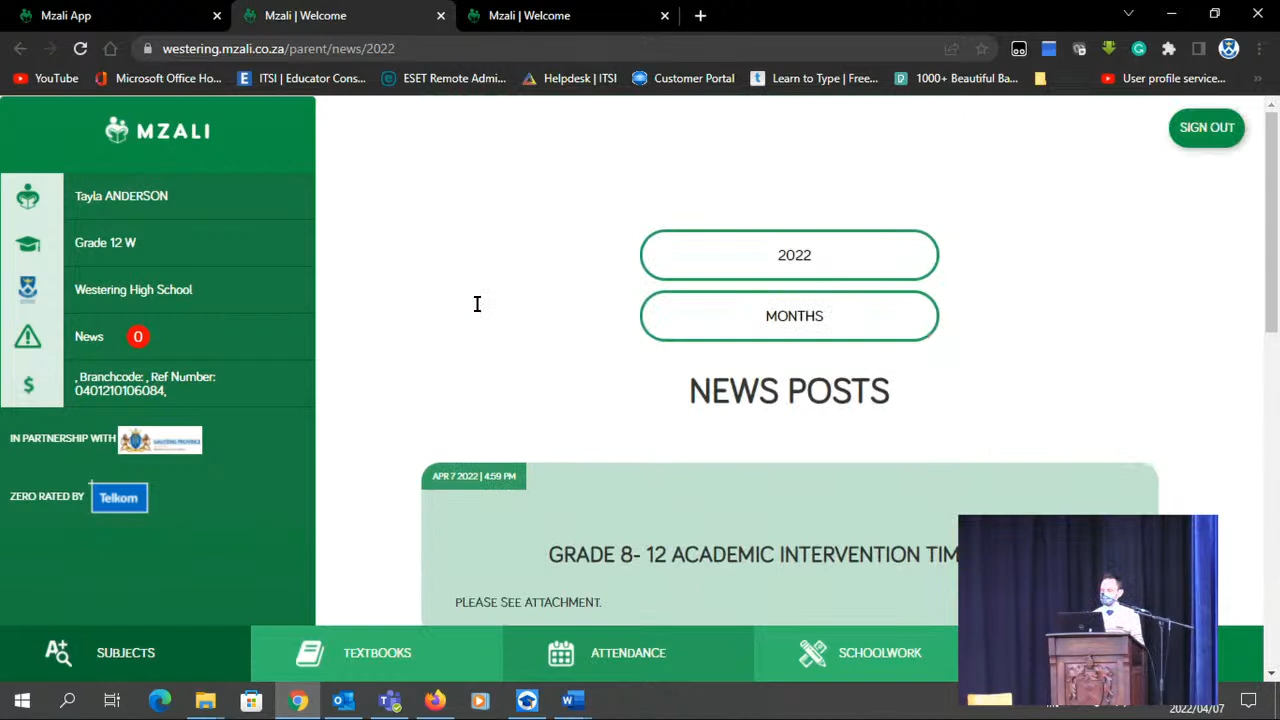 Mzali App
Mzali | Welcome
Mzali | Welcome
westering.mzali.co.za/parent/news/2022
YouTube
Microsoft Office Ho...
ITSI | Educator Cons...
ESET Remote Admi...
Helpdesk | ITSI
Customer Portal
Learn to Type | Free...
1000+ Beautiful Ba...
User profile service...
MZALI
SIGN OUT
Tayla ANDERSON
Grade 12 W
Westering High School
News 0
, Branchcode: , Ref Number:
0401210106084,
IN PARTNERSHIP WITH
ZERO RATED BY Telkom
2022
MONTHS
NEWS POSTS
APR 7 2022 | 4:59 PM
GRADE 8- 12 ACADEMIC INTERVENTION TIM
PLEASE SEE ATTACHMENT.
SUBJECTS
TEXTBOOKS
ATTENDANCE
SCHOOLWORK
2022/04/07